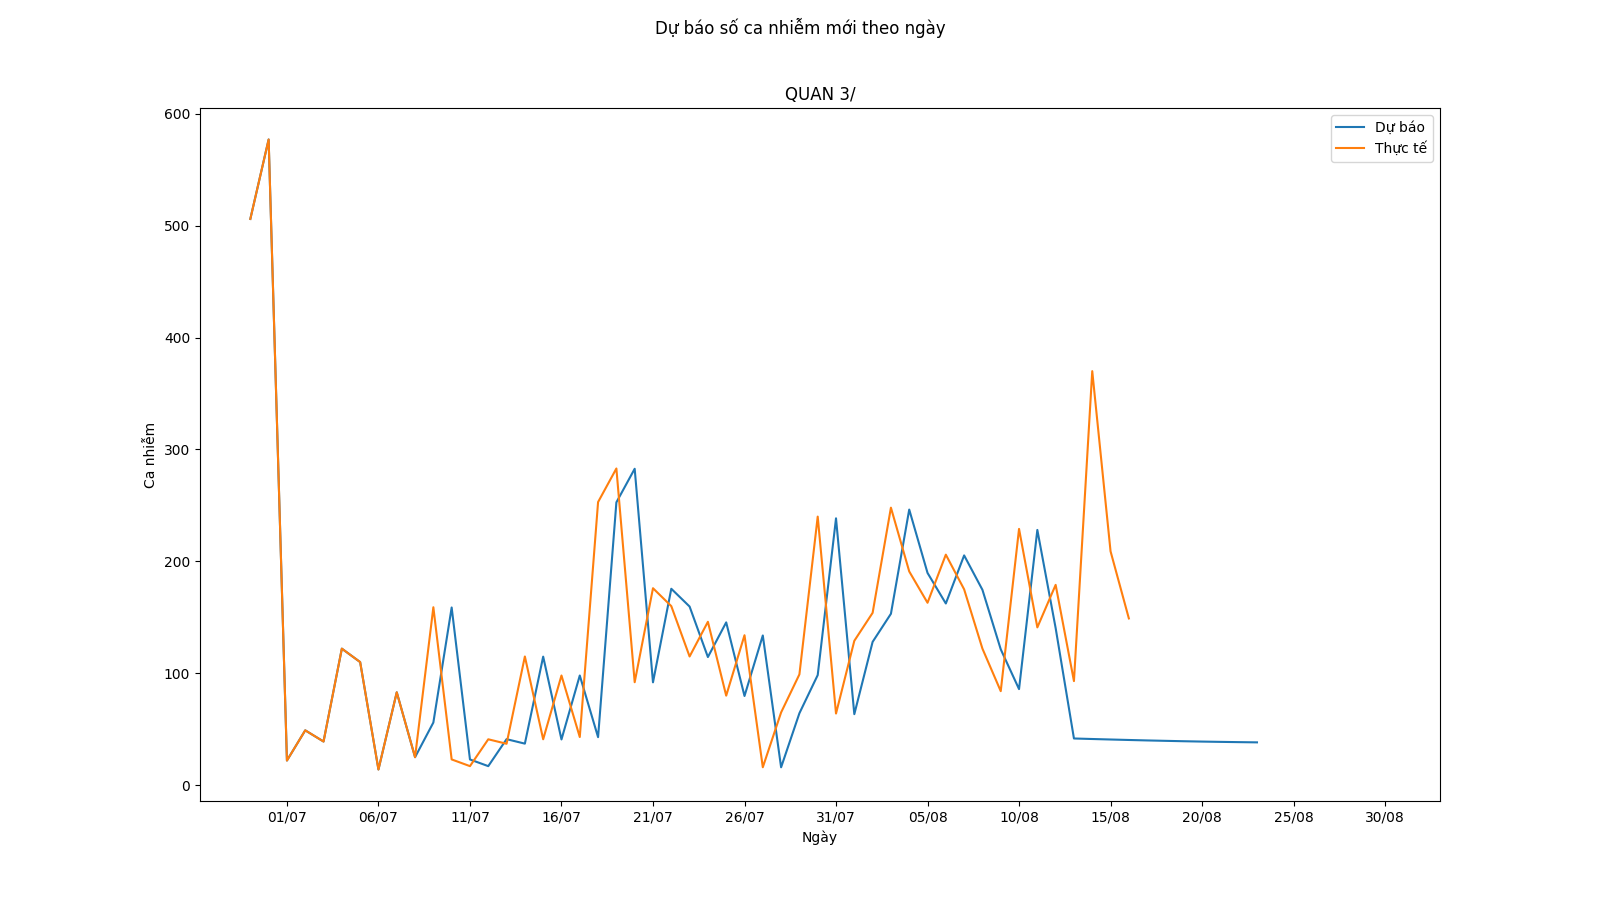 Dự báo số ca nhiễm mới theo ngày
QUAN 3/
Dự báo
Thực tế
600
500
400
300
200
100
0
Ca nhiễm
01/07 06/07 11/07 16/07 21/07 26/07 31/07 05/08 10/08 15/08 20/08 25/08 30/08
Ngày